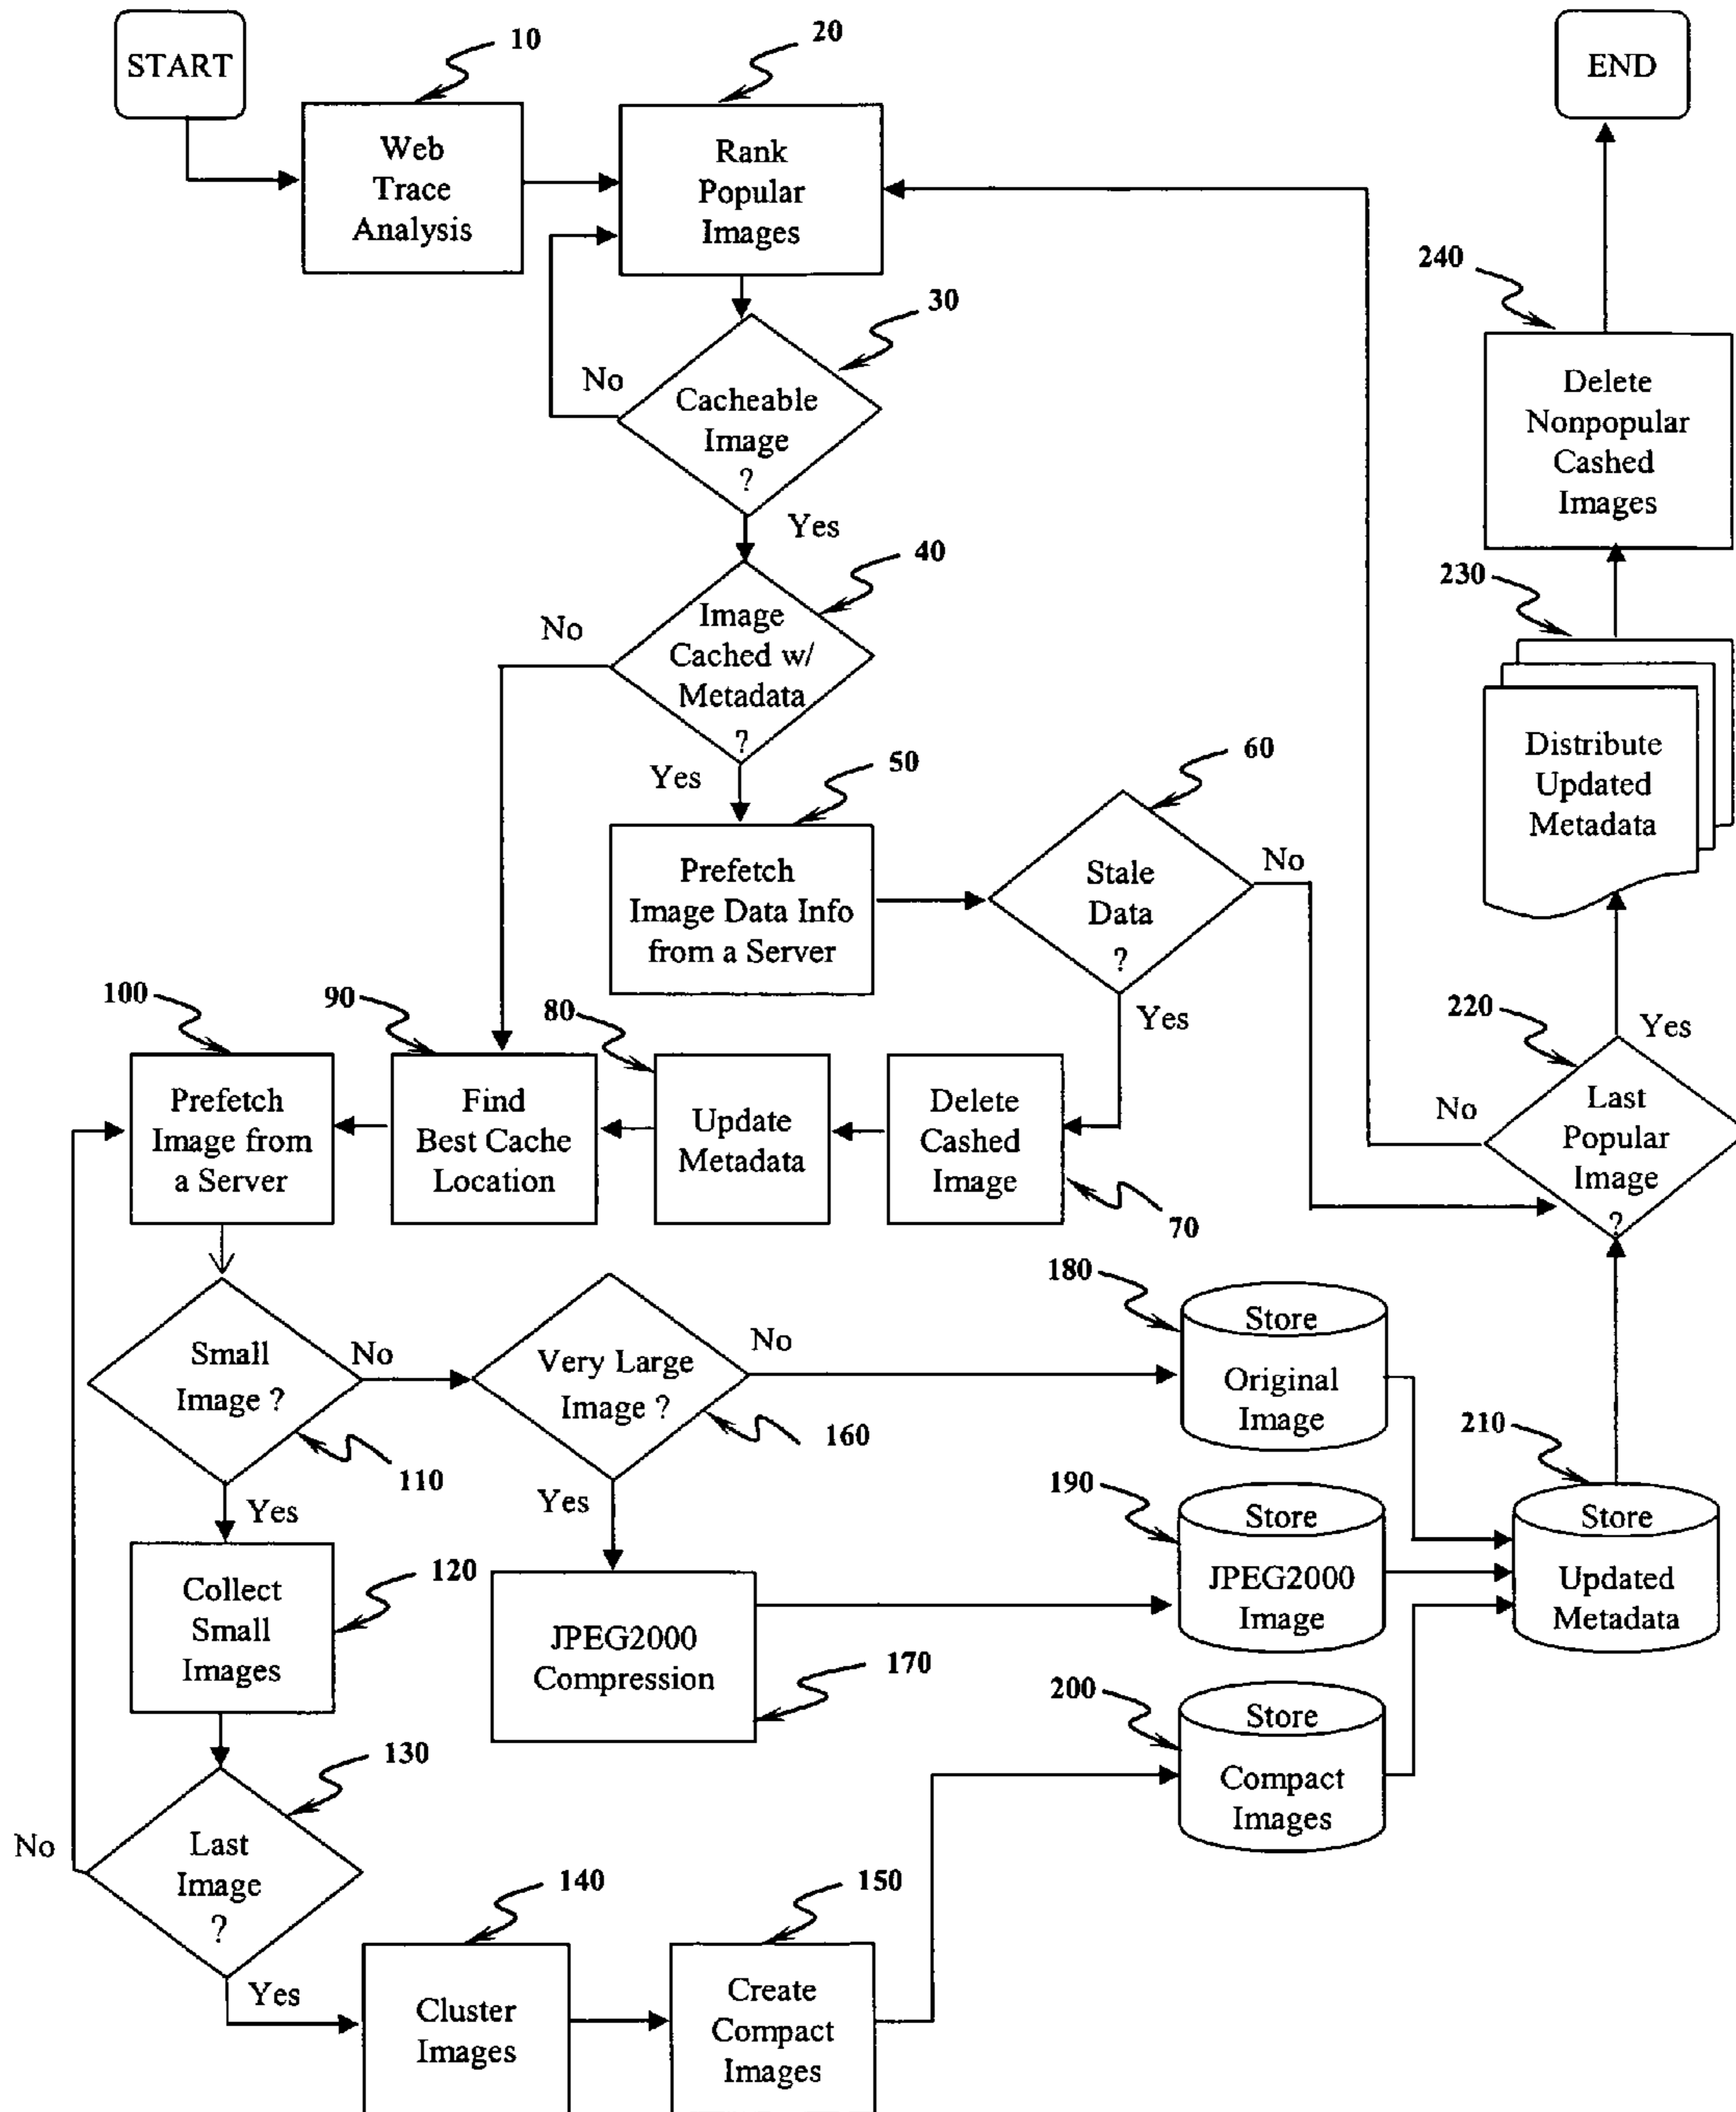 START
10
Web
Trace
Analysis
20
Rank
Popular
Images
END
30
No
Cacheable
Image
?
Yes
240
Delete
Nonpopular
Cashed
Images
40
No
Image
Cached w/
Metadata
?
Yes
230
Distribute
Updated
Metadata
50
Prefetch
Image Data Info
from a Server
60
No
Stale
Data
?
Yes
100
Prefetch
Image from
a Server
90
Find
Best Cache
Location
80
Update
Metadata
Delete
Cashed
Image
70
220
Yes
No
Last
Popular
Image
?
Small
Image ?
No
110
Yes
Very Large
Image ?
No
160
Yes
180
Store
Original
Image
190
Store
JPEG2000
Image
210
Store
Updated
Metadata
120
Collect
Small
Images
JPEG2000
Compression
170
200
Store
Compact
Images
130
No
Last
Image
?
Yes
140
Cluster
Images
150
Create
Compact
Images